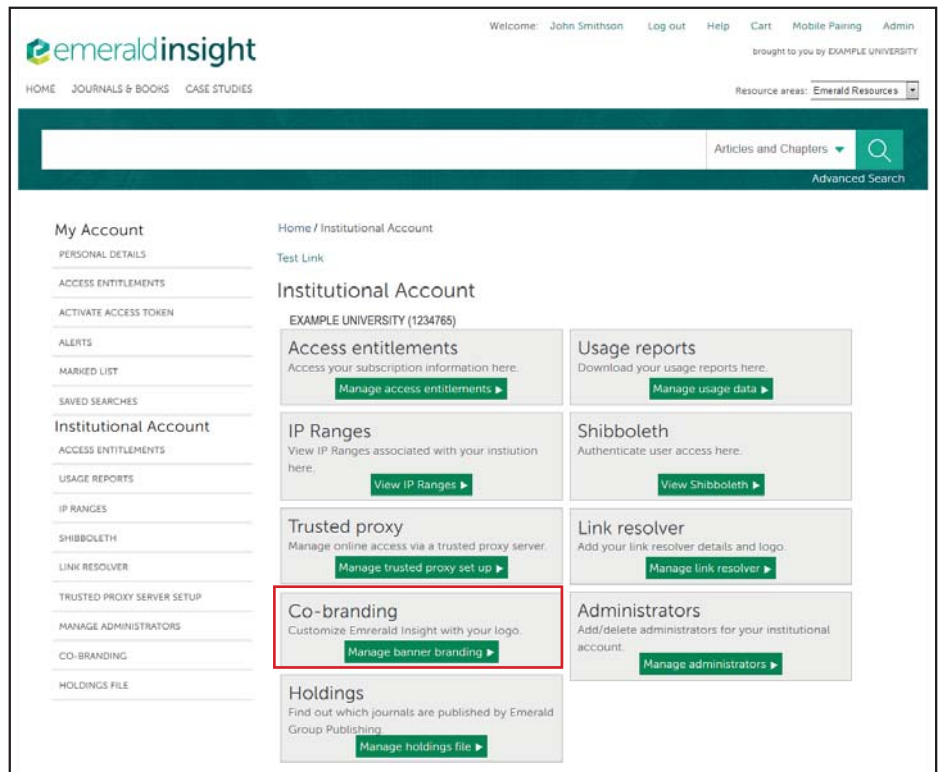 Welcome: John Smithson Log out Help Cart Mobile Pairing Admin
emeraldinsight
brought to you by EXAMPLE UNIVERSITY
HOME JOURNALS & BOOKS CASE STUDIES
Resource areas: Emerald Resources
Articles and Chapters
Advanced Search
My Account
PERSONAL DETAILS
ACCESS ENTITLEMENTS
ACTIVATE ACCESS TOKEN
ALERTS
MARKED LIST
SAVED SEARCHES
Institutional Account
ACCESS ENTITLEMENTS
USAGE REPORTS
IP RANGES
SHIBBOLETH
LINK RESOLVER
TRUSTED PROXY SERVER SETUP
MANAGE ADMINISTRATORS
CO-BRANDING
HOLDINGS FILE
Home / Institutional Account
Test Link
Institutional Account
EXAMPLE UNIVERSITY (1234765)
Access entitlements
Access your subscription information here.
Manage access entitlements
Usage reports
Download your usage reports here.
Manage usage data
IP Ranges
View IP Ranges associated with your instiution
here.
View IP Ranges
Shibboleth
Authenticate user access here.
View Shibboleth
Trusted proxy
Manage online access via a trusted proxy server.
Manage trusted proxy set up
Link resolver
Add your link resolver details and logo.
Manage link resolver
Co-branding
Customize Emrerald Insight with your logo.
Manage banner branding
Administrators
Add/delete administrators for your institutional
account.
Manage administrators
Holdings
Find out which journals are published by Emerald
Group Publishing
Manage holdings file